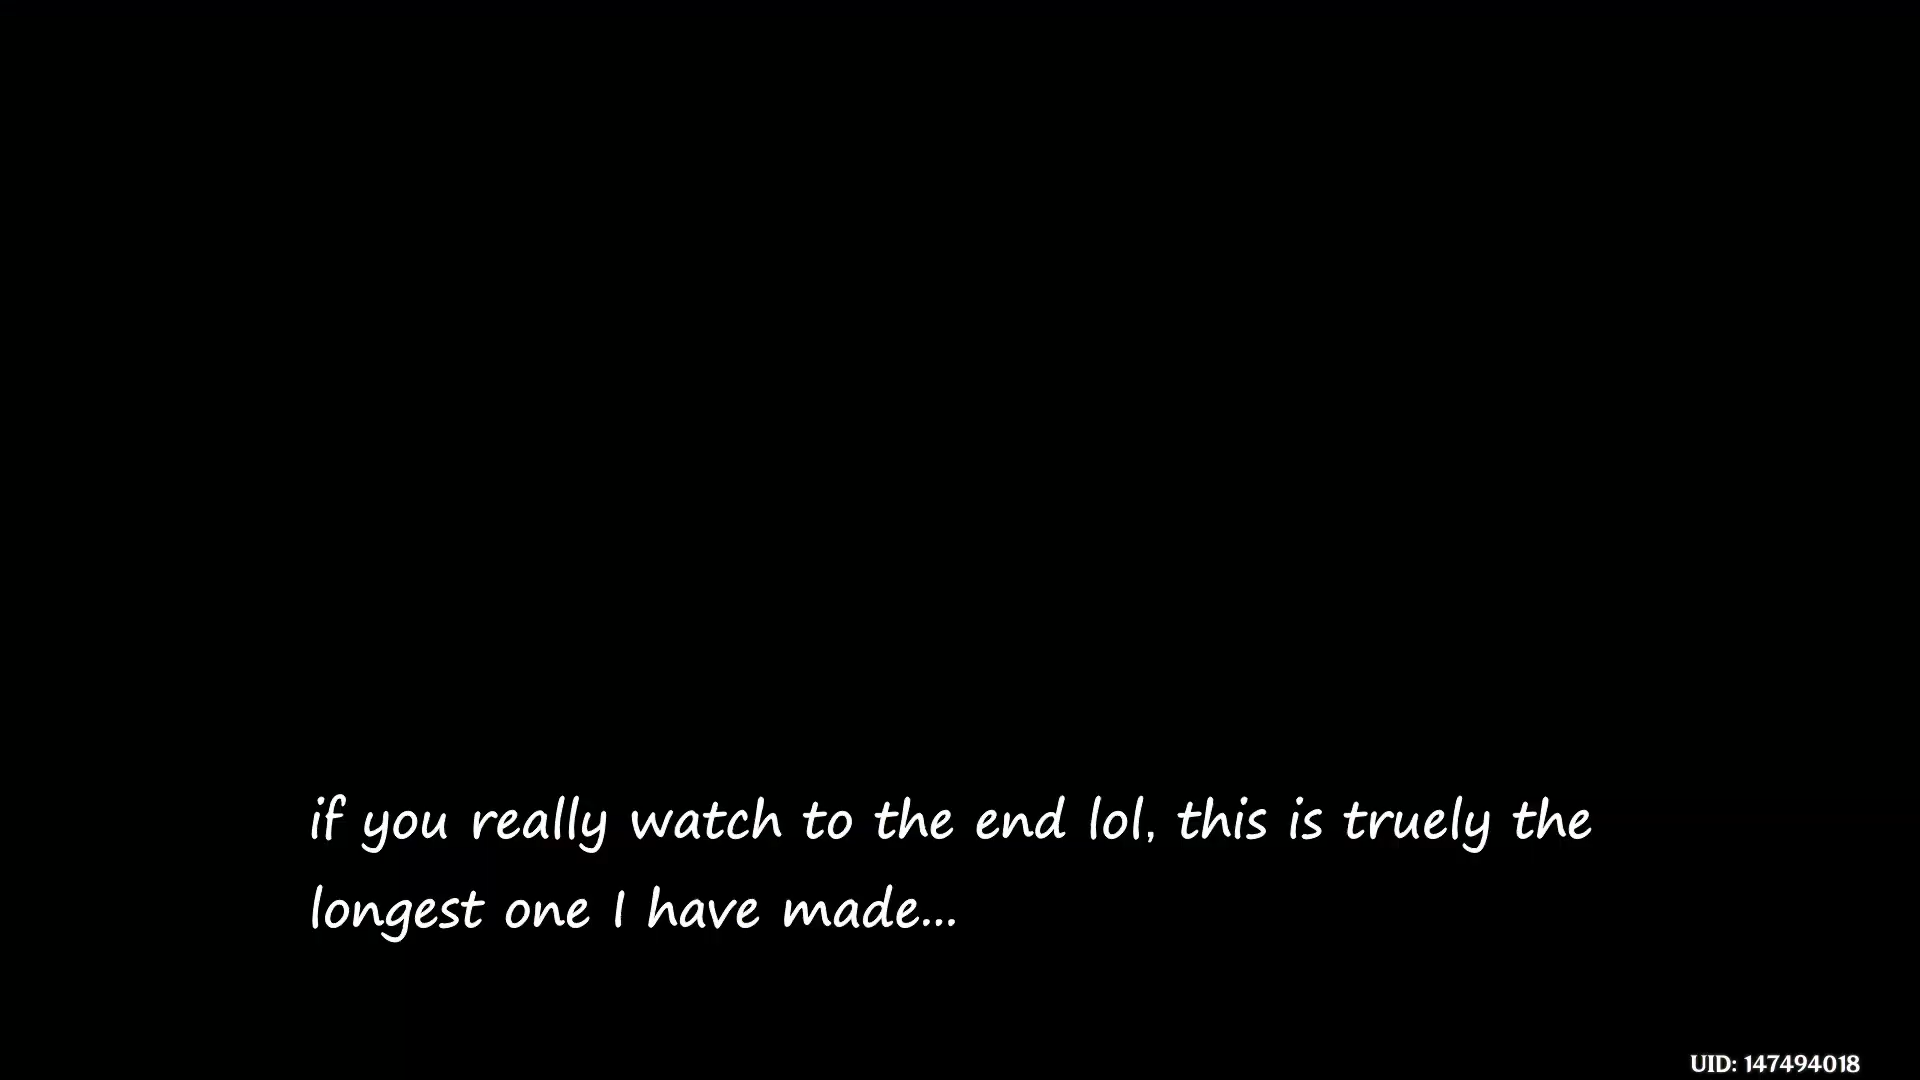 if you really watch to the end lol, this is truely the
longest one I have made...
UID: 147494018